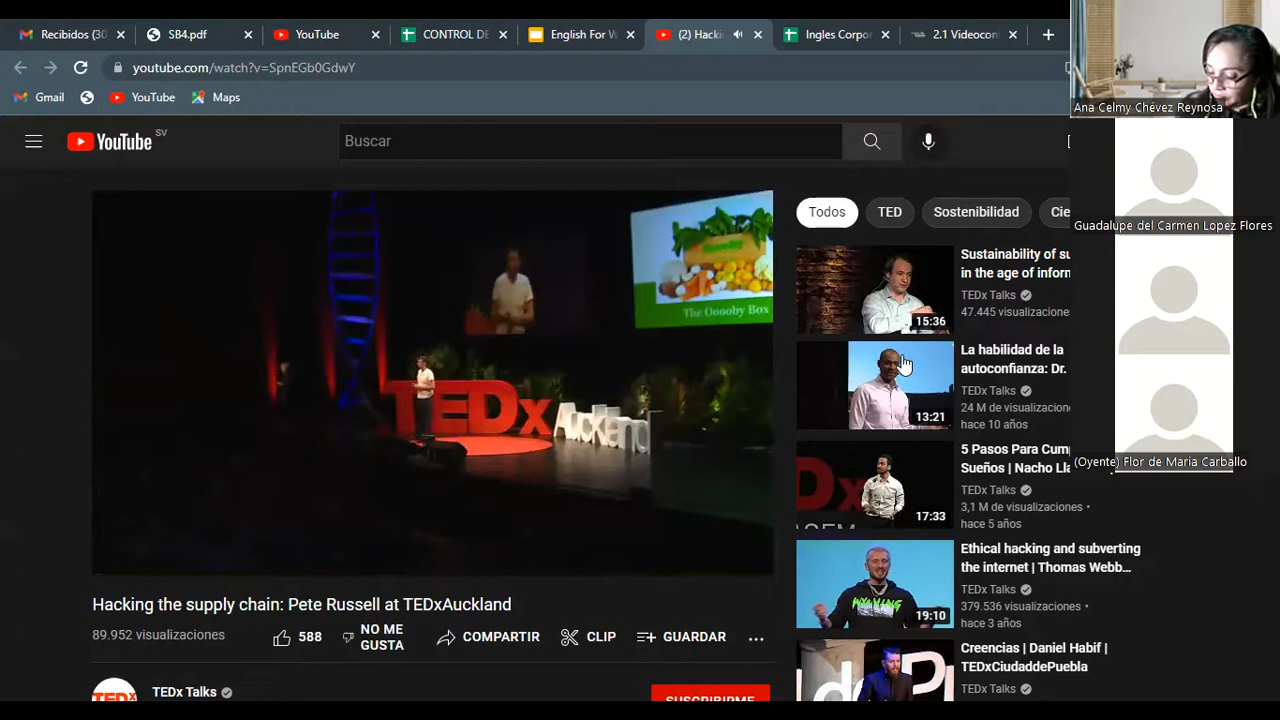 Recibidos (30
SB4.pdf
YouTube
CONTROL DE
English For W
(2) Hacki
Ingles Corpor
2.1 Videocon
youtube.com/watch?v=SpnEGb0GdwY
Gmail
YouTube
Maps
YouTube SV
Buscar
The Ooooby Box
TEDx Auckland
Hacking the supply chain: Pete Russell at TEDxAuckland
89.952 visualizaciones
588
NO ME GUSTA
COMPARTIR
CLIP
GUARDAR
TEDx
TEDx Talks
SUSCRIBIRME
Todos
TED
Sostenibilidad
Cie
15:36
Sustainability of su
in the age of inforn
TEDx Talks
47.445 visualizacione
13:21
La habilidad de la
autoconfianza: Dr.
TEDx Talks
24 M de visualizacion
hace 10 años
17:33
5 Pasos Para Cump
Sueños | Nacho Lla
TEDx Talks
3,1 M de visualizaciones •
hace 5 años
19:10
Ethical hacking and subverting
the internet | Thomas Webb...
TEDx Talks
379.536 visualizaciones •
hace 3 años
Creencias | Daniel Habif |
TEDxCiudaddePuebla
TEDx Talks
Ana Celmy Chévez Reynosa
Guadalupe del Carmen Lopez Flores
(Oyente) Flor de Maria Carballo